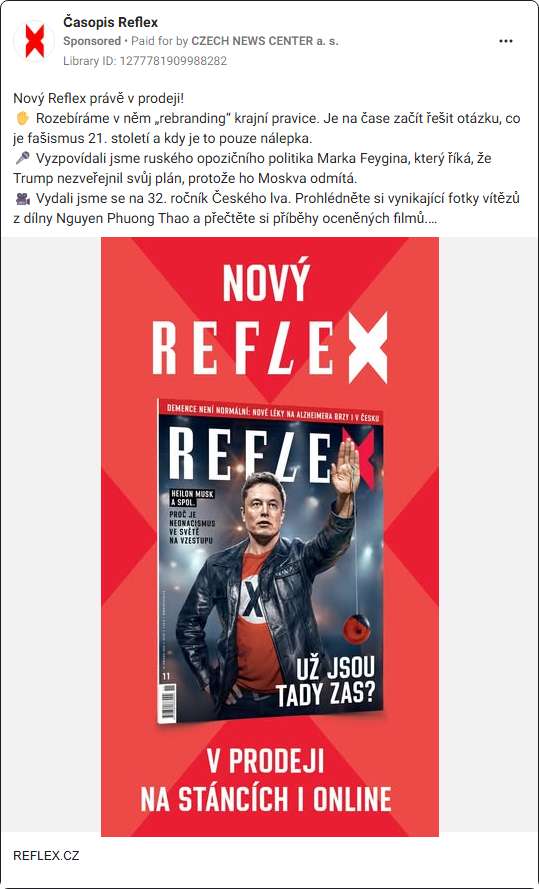 Časopis Reflex
Sponsored • Paid for by CZECH NEWS CENTER a. s.
Library ID: 1277781909988282
Nový Reflex právě v prodeji!
✋ Rozebíráme v něm „rebranding“ krajní pravice. Je na čase začít řešit otázku, co
je fašismus 21. století a kdy je to pouze nálepka.
🎤 Vyzpovídali jsme ruského opozičního politika Marka Feygina, který říká, že
Trump nezveřejnil svůj plán, protože ho Moskva odmítá.
🎥 Vydali jsme se na 32. ročník Českého lva. Prohlédněte si vynikající fotky vítězů
z dílny Nguyen Phuong Thao a přečtěte si příběhy oceněných filmů....
NOVÝ
REFLEX
DEMENCE NENÍ NORMÁLNÍ: NOVÉ LÉKY NA ALZHEIMERA BRZY I V ČESKU
REFLEX
HEILON MUSK
A SPOL.
PROČ JE
NEONACISMUS
VE SVĚTĚ
NA VZESTUPU
X
11
UŽ JSOU
TADY ZAS?
V PRODEJI
NA STÁNCÍCH I ONLINE
REFLEX.CZ